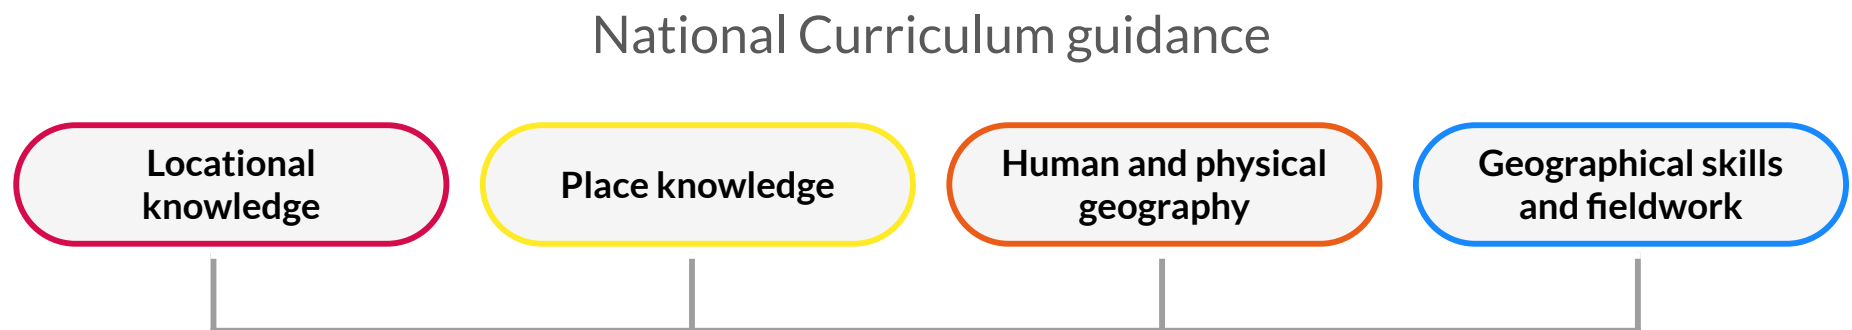 National Curriculum guidance
Locational
knowledge
Place knowledge
Human and physical
geography
Geographical skills
and fieldwork